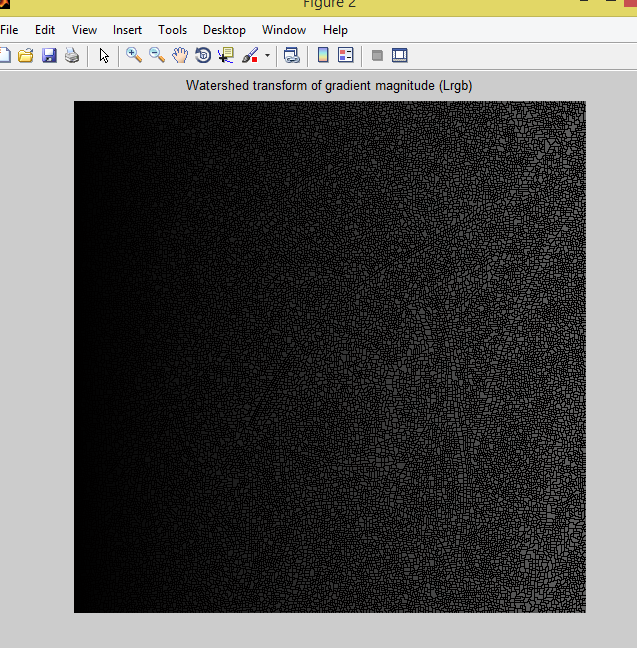 Figure 2
File Edit View Insert Tools Desktop Window Help
Watershed transform of gradient magnitude (Lrgb)